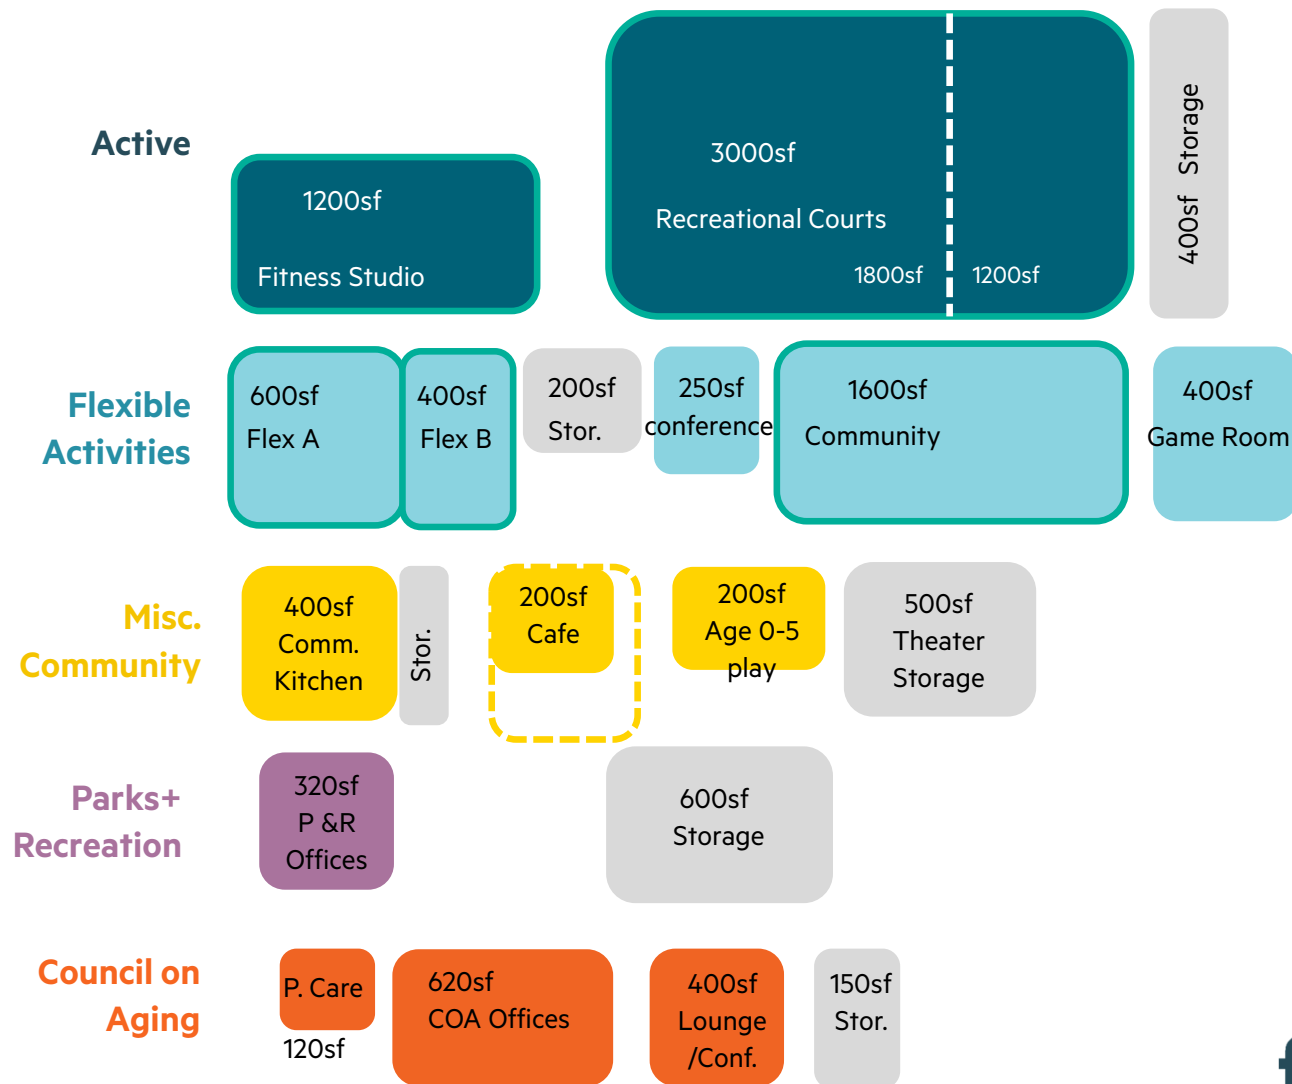 Active
1200sf
Fitness Studio
3000sf
Recreational Courts
1800sf
1200sf
400sf Storage
Flexible
Activities
600sf
Flex A
400sf
Flex B
200sf
Stor.
250sf
conference
1600sf
Community
400sf
Game Room
Misc.
Community
400sf
Comm.
Kitchen
Stor.
200sf
Cafe
200sf
Age 0-5
play
500sf
Theater
Storage
Parks+
Recreation
320sf
P &R
Offices
600sf
Storage
Council on
Aging
P. Care
120sf
620sf
COA Offices
400sf
Lounge
/Conf.
150sf
Stor.